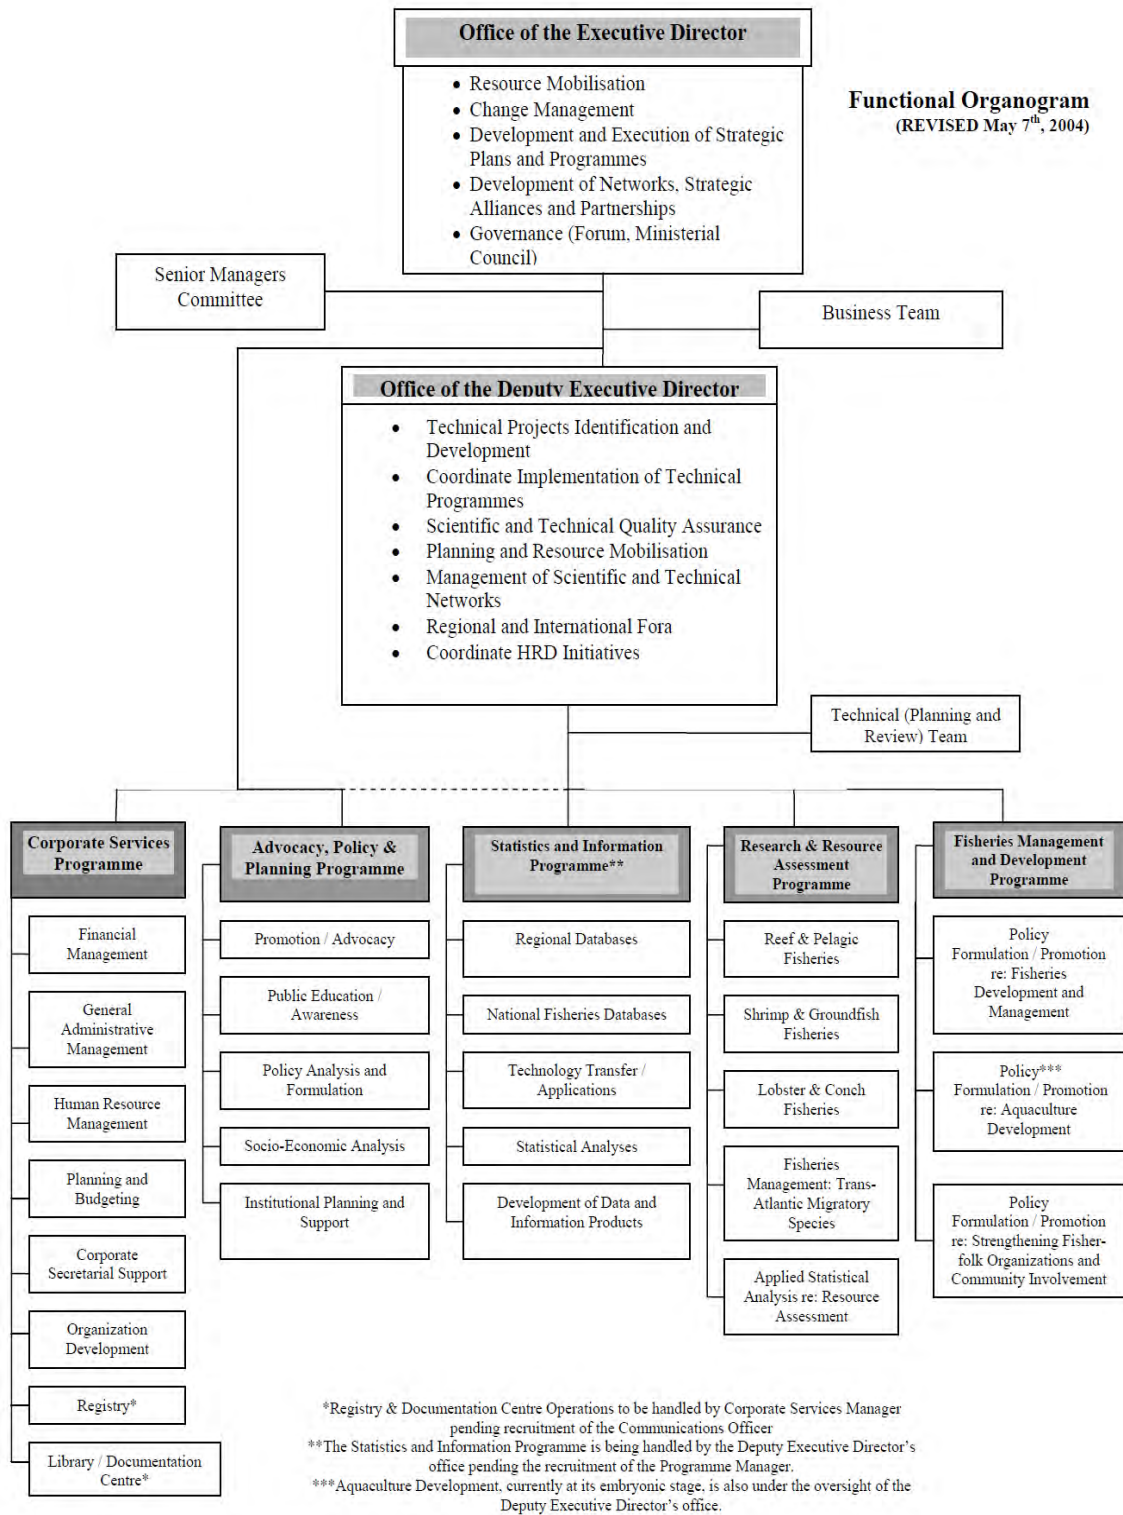 Office of the Executive Director
• Resource Mobilisation
• Change Management
• Development and Execution of Strategic
Plans and Programmes
• Development of Networks, Strategic
Alliances and Partnerships
• Governance (Forum, Ministerial
Council)
Functional Organogram
(REVISED May 7th, 2004)
Senior Managers
Committee
Business Team
Office of the Deputy Executive Director
• Technical Projects Identification and
Development
• Coordinate Implementation of Technical
Programmes
• Scientific and Technical Quality Assurance
• Planning and Resource Mobilisation
• Management of Scientific and Technical
Networks
• Regional and International Fora
• Coordinate HRD Initiatives
Technical (Planning and
Review) Team
Corporate Services
Programme
Financial
Management
General
Administrative
Management
Human Resource
Management
Planning and
Budgeting
Corporate
Secretarial Support
Organization
Development
Registry*
Library / Documentation
Centre*
Advocacy, Policy &
Planning Programme
Promotion / Advocacy
Public Education /
Awareness
Policy Analysis and
Formulation
Socio-Economic Analysis
Institutional Planning and
Support
Statistics and Information
Programme**
Regional Databases
National Fisheries Databases
Technology Transfer /
Applications
Statistical Analyses
Development of Data and
Information Products
Research & Resource
Assessment
Programme
Reef & Pelagic
Fisheries
Shrimp & Groundfish
Fisheries
Lobster & Conch
Fisheries
Fisheries
Management: Trans-
Atlantic Migratory
Species
Applied Statistical
Analysis re: Resource
Assessment
Fisheries Management
and Development
Programme
Policy
Formulation / Promotion
re: Fisheries
Development and
Management
Policy***
Formulation / Promotion
re: Aquaculture
Development
Policy
Formulation / Promotion
re: Strengthening Fisher-
folk Organizations and
Community Involvement
*Registry & Documentation Centre Operations to be handled by Corporate Services Manager
pending recruitment of the Communications Officer
**The Statistics and Information Programme is being handled by the Deputy Executive Director's
office pending the recruitment of the Programme Manager.
***Aquaculture Development, currently at its embryonic stage, is also under the oversight of the
Deputy Executive Director's office.